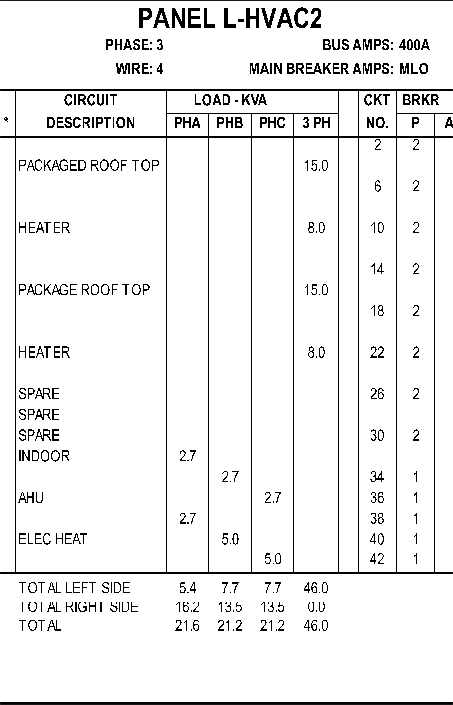 PANEL L-HVAC2
PHASE: 3 BUS AMPS: 400A
WIRE: 4 MAIN BREAKER AMPS: MLO
CIRCUIT LOAD - KVA CKT BRKR
* DESCRIPTION PHA PHB PHC 3 PH NO. P A
2 2
PACKAGED ROOF TOP 15.0
6 2
HEATER 8.0 10 2
14 2
PACKAGE ROOF TOP 15.0
18 2
HEATER 8.0 22 2
SPARE 26 2
SPARE
SPARE 30 2
INDOOR 2.7
2.7 34 1
AHU 2.7 36 1
2.7 38 1
ELEC HEAT 5.0 40 1
5.0 42 1
TOTAL LEFT SIDE 5.4 7.7 7.7 46.0
TOTAL RIGHT SIDE 16.2 13.5 13.5 0.0
TOTAL 21.6 21.2 21.2 46.0